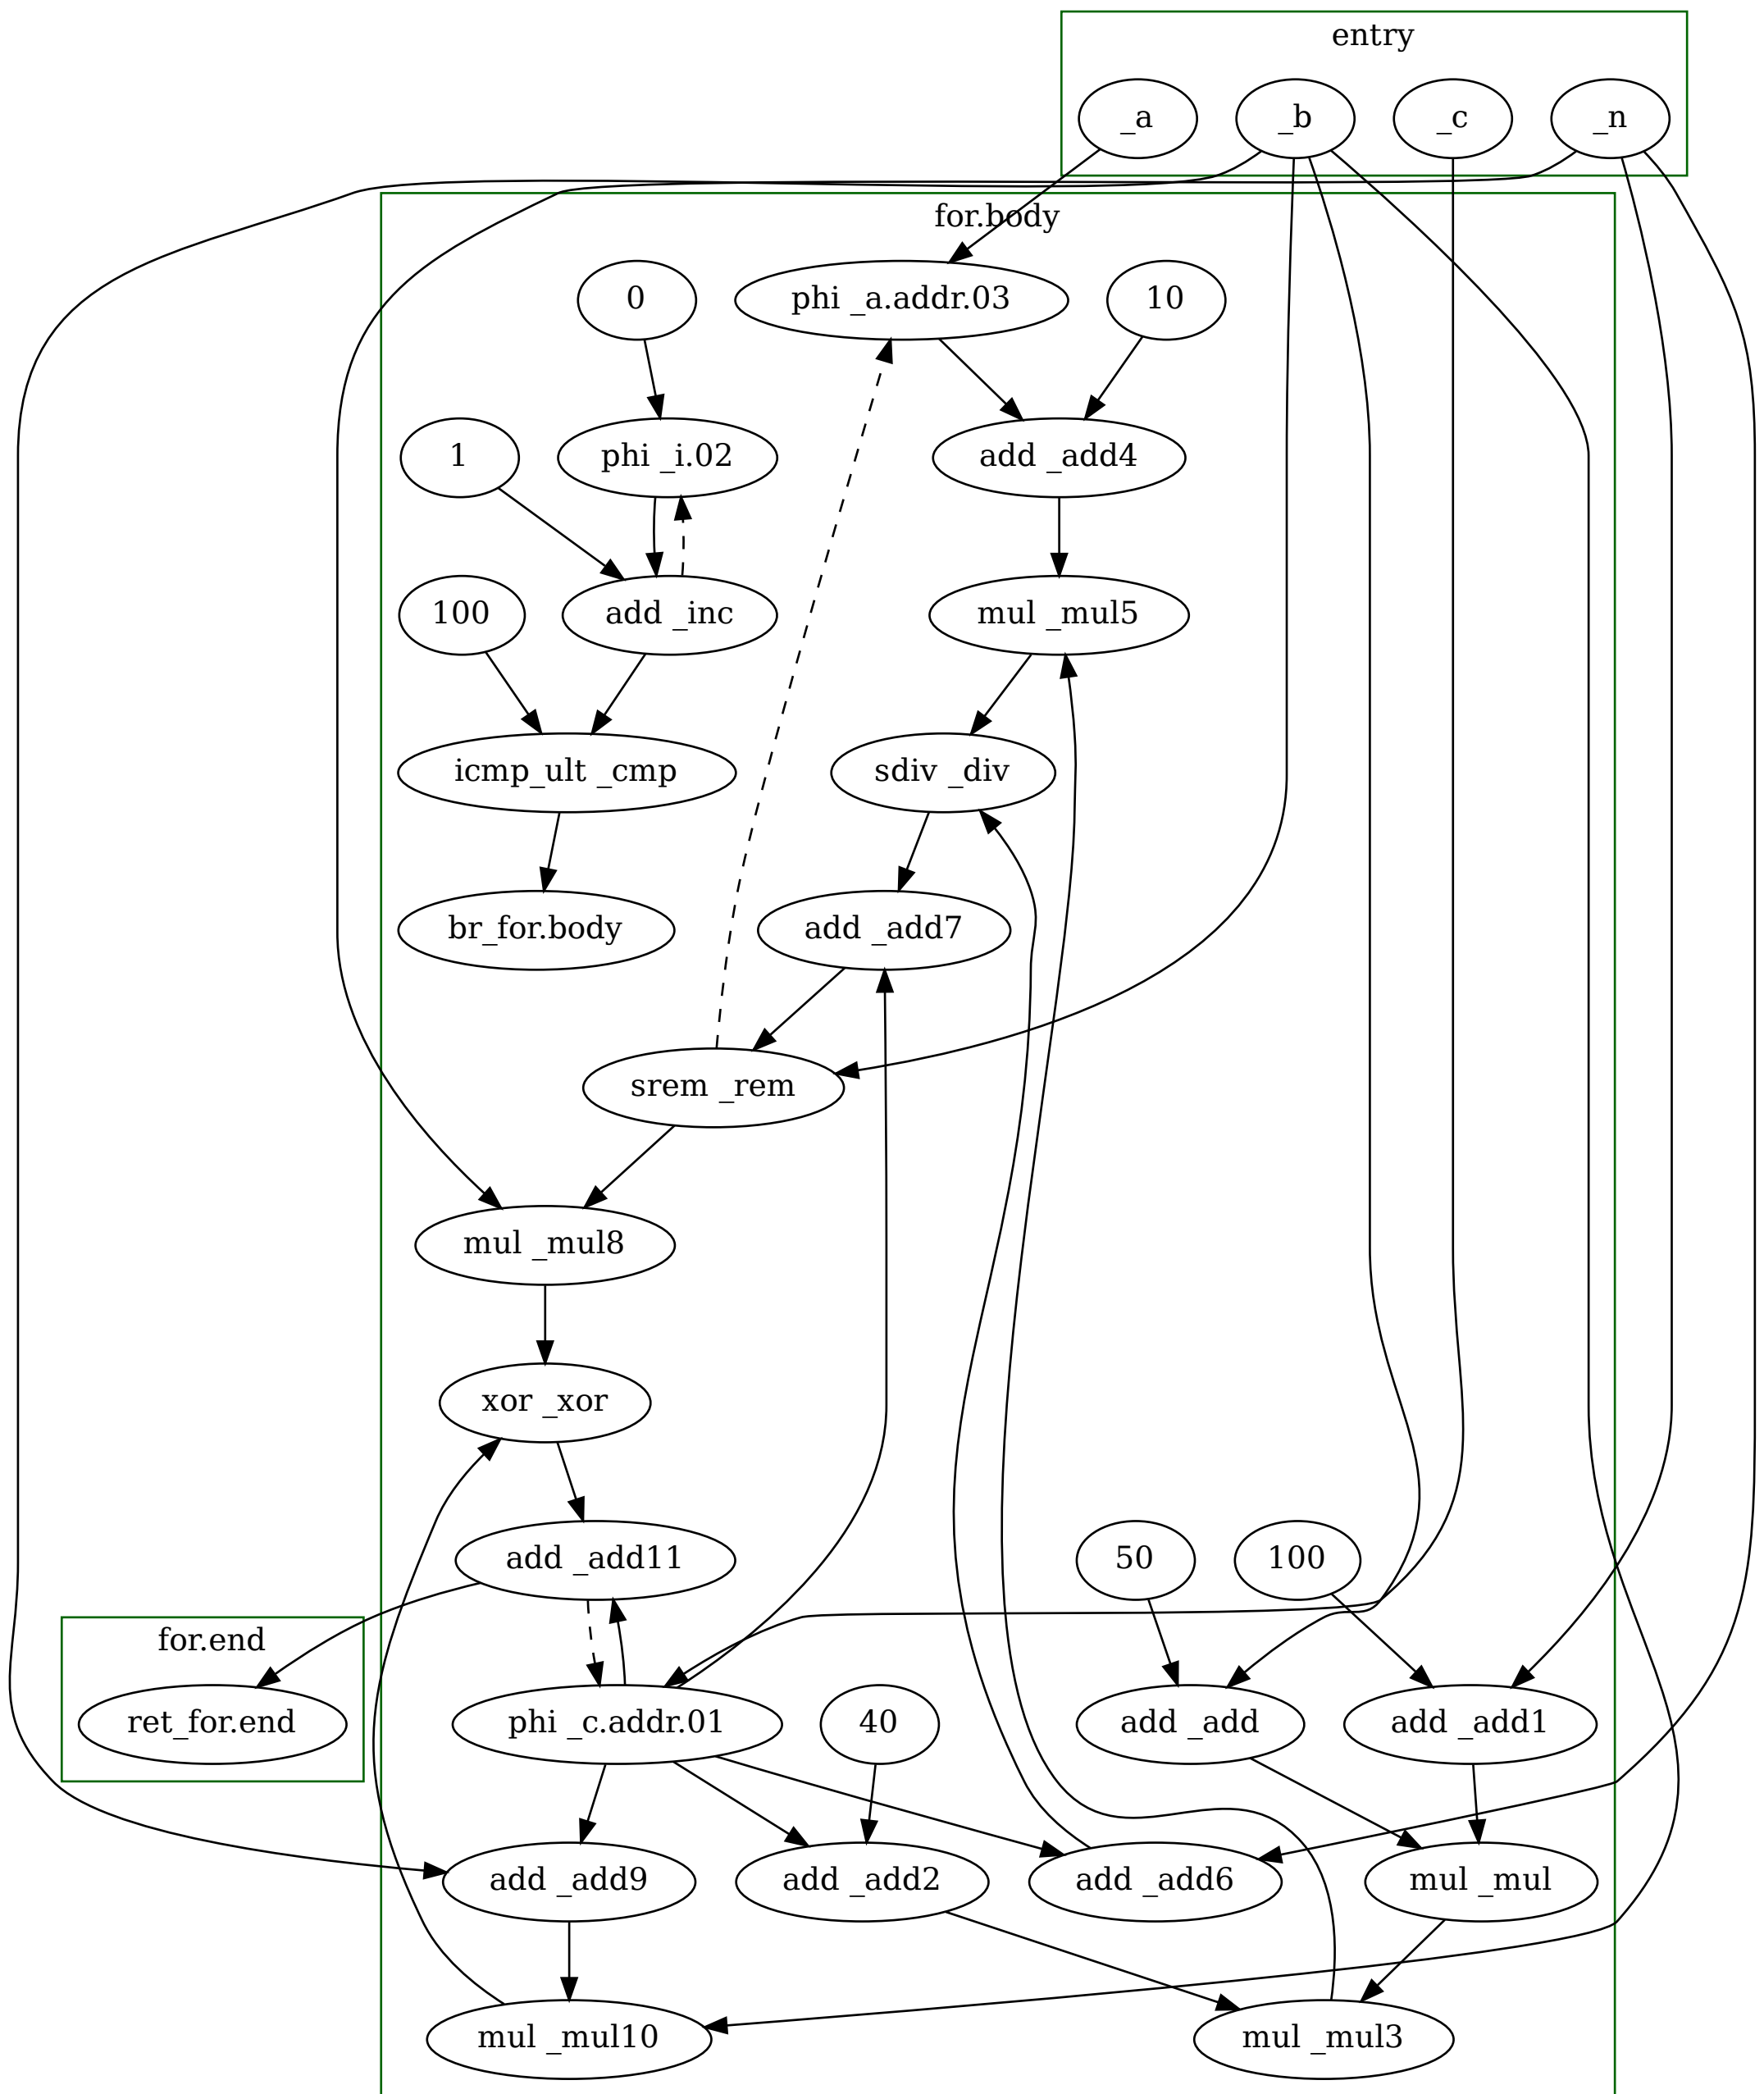 entry
_a
_b
_c
_n
for.body
0
phi _a.addr.03
10
1
phi _i.02
add _add4
100
add _inc
mul _mul5
icmp_ult _cmp
sdiv _div
br_for.body
add _add7
srem _rem
mul _mul8
xor _xor
add _add11
50
100
for.end
ret_for.end
phi _c.addr.01
40
add _add
add _add1
add _add9
add _add2
add _add6
mul _mul
mul _mul10
mul _mul3